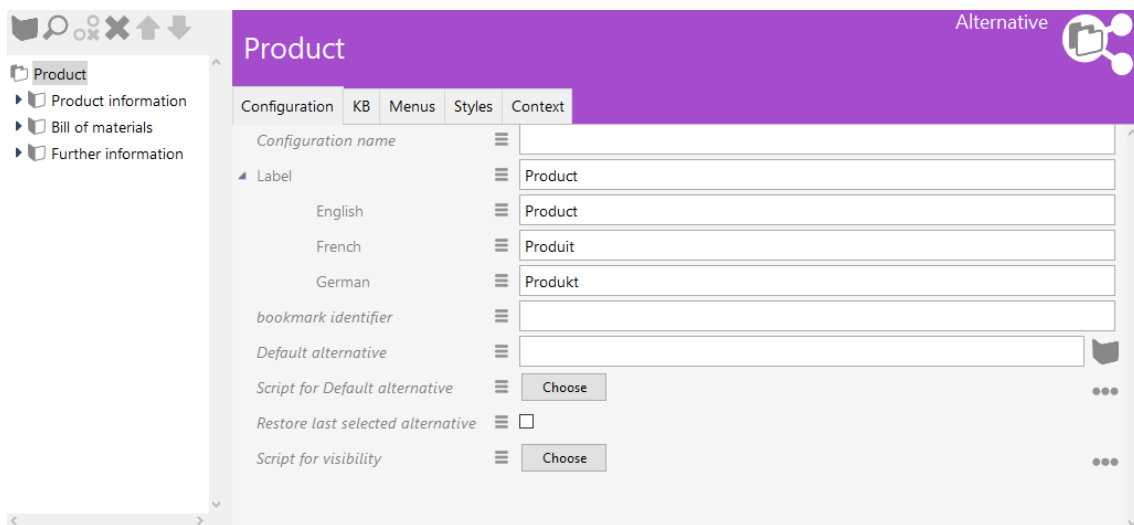 Alternative
Product
Product
Product information
Bill of materials
Further information
Configuration KB Menus Styles Context
Configuration name
Label Product
English Product
French Produit
German Produkt
bookmark identifier
Default alternative
Script for Default alternative Choose
Restore last selected alternative
Script for visibility Choose